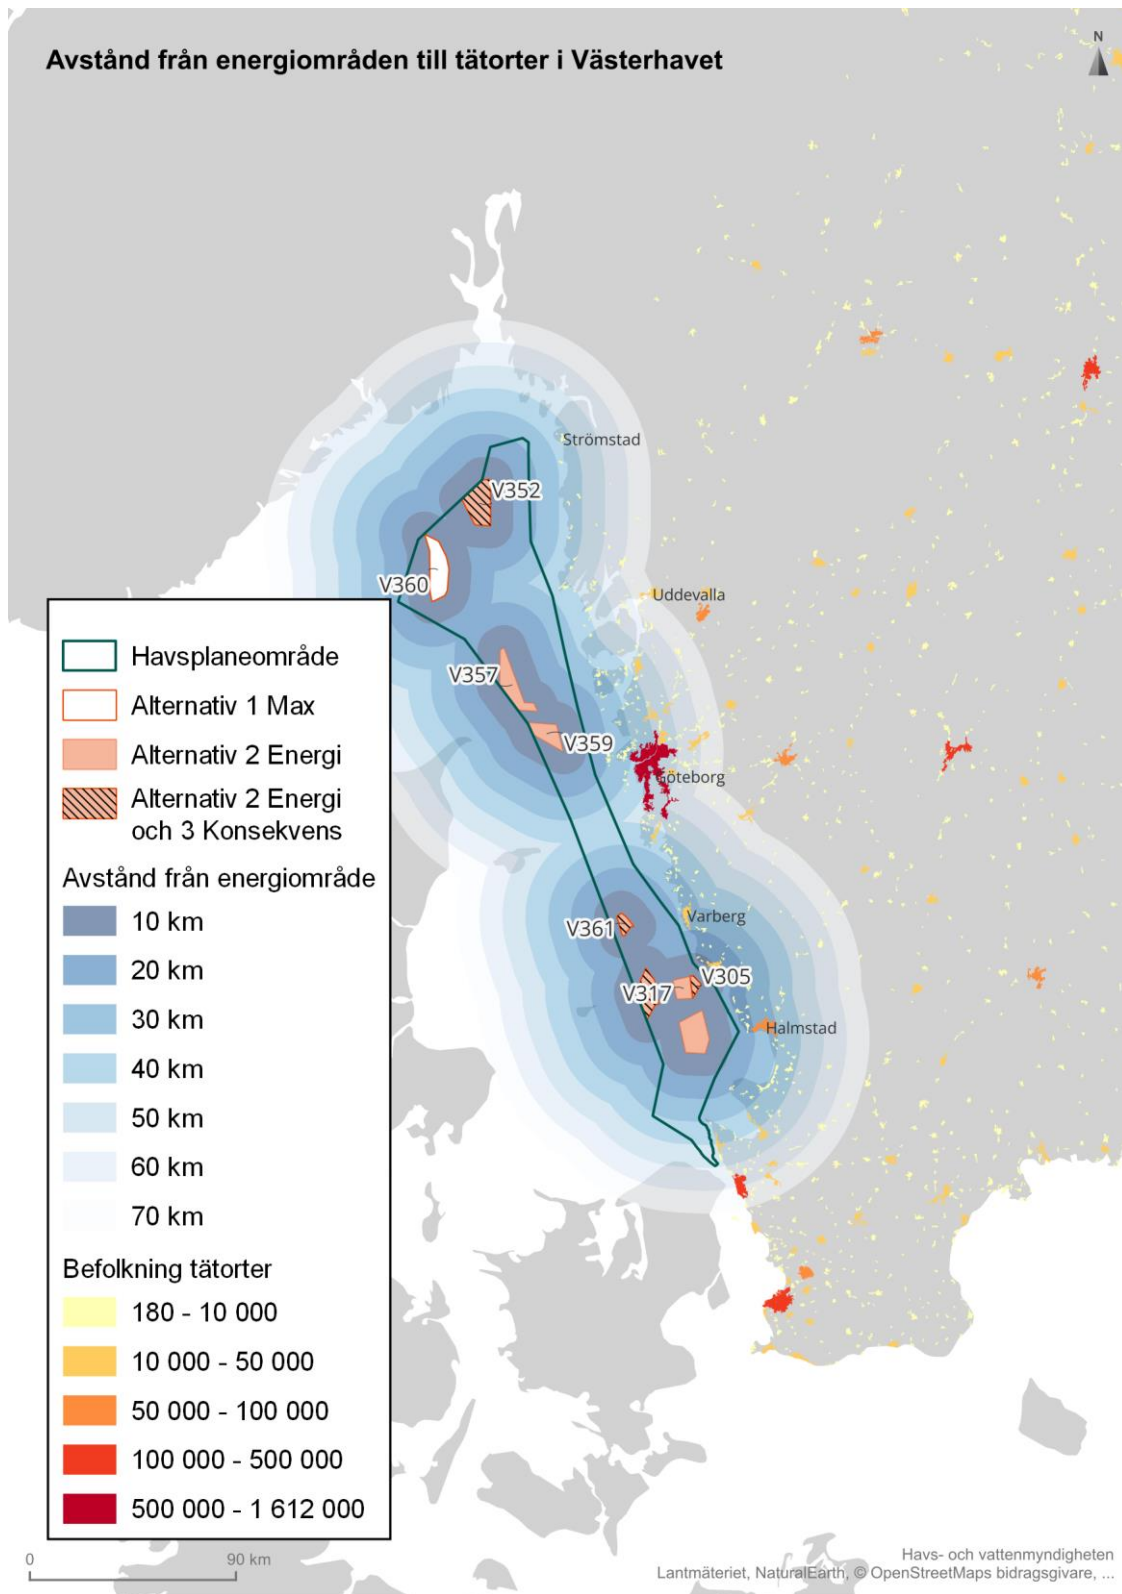 Avstånd från energiområden till tätorter i Västerhavet
N
Strömstad
V352
V360
Uddevalla
V357
V359
Göteborg
Varberg
V361
V305
V317
Halmstad
Havsplaneområde
Alternativ 1 Max
Alternativ 2 Energi
Alternativ 2 Energi
och 3 Konsekvens
Avstånd från energiområde
10 km
20 km
30 km
40 km
50 km
60 km
70 km
Befolkning tätorter
180 - 10 000
10 000 - 50 000
50 000 - 100 000
100 000 - 500 000
500 000 - 1 612 000
0 90 km
Havs- och vattenmyndigheten
Lantmäteriet, NaturalEarth, © OpenStreetMaps bidragsgivare, ...